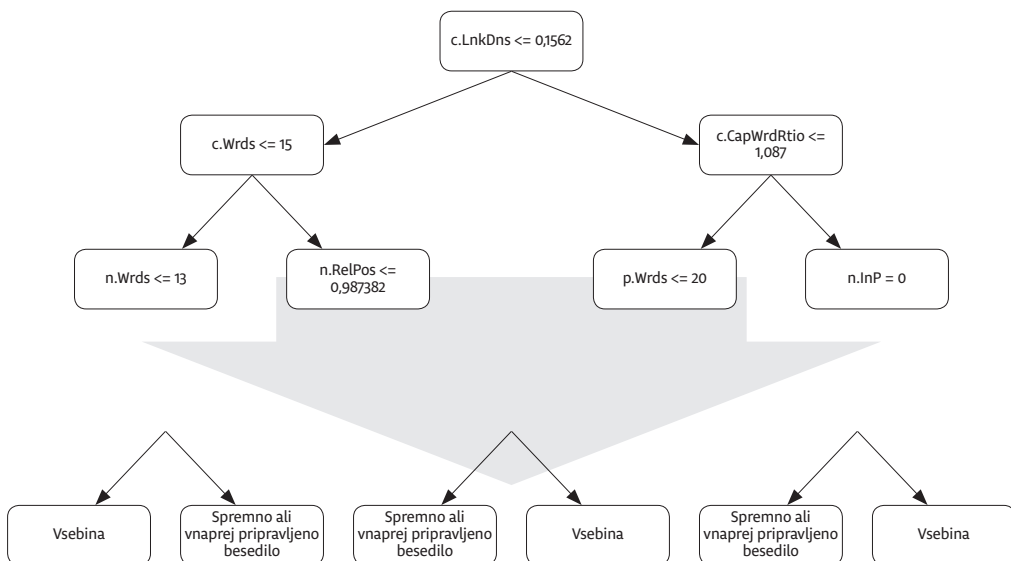 c.LnkDns <= 0,1562
c.Wrds <= 15
c.CapWrdRtio <=
1,087
n.Wrds <= 13
n.RelPos <=
0,987382
p.Wrds <= 20
n.InP = 0
Vsebina
Spremno ali
vnaprej pripravljeno
besedilo
Spremno ali
vnaprej pripravljeno
besedilo
Vsebina
Spremno ali
vnaprej pripravljeno
besedilo
Vsebina